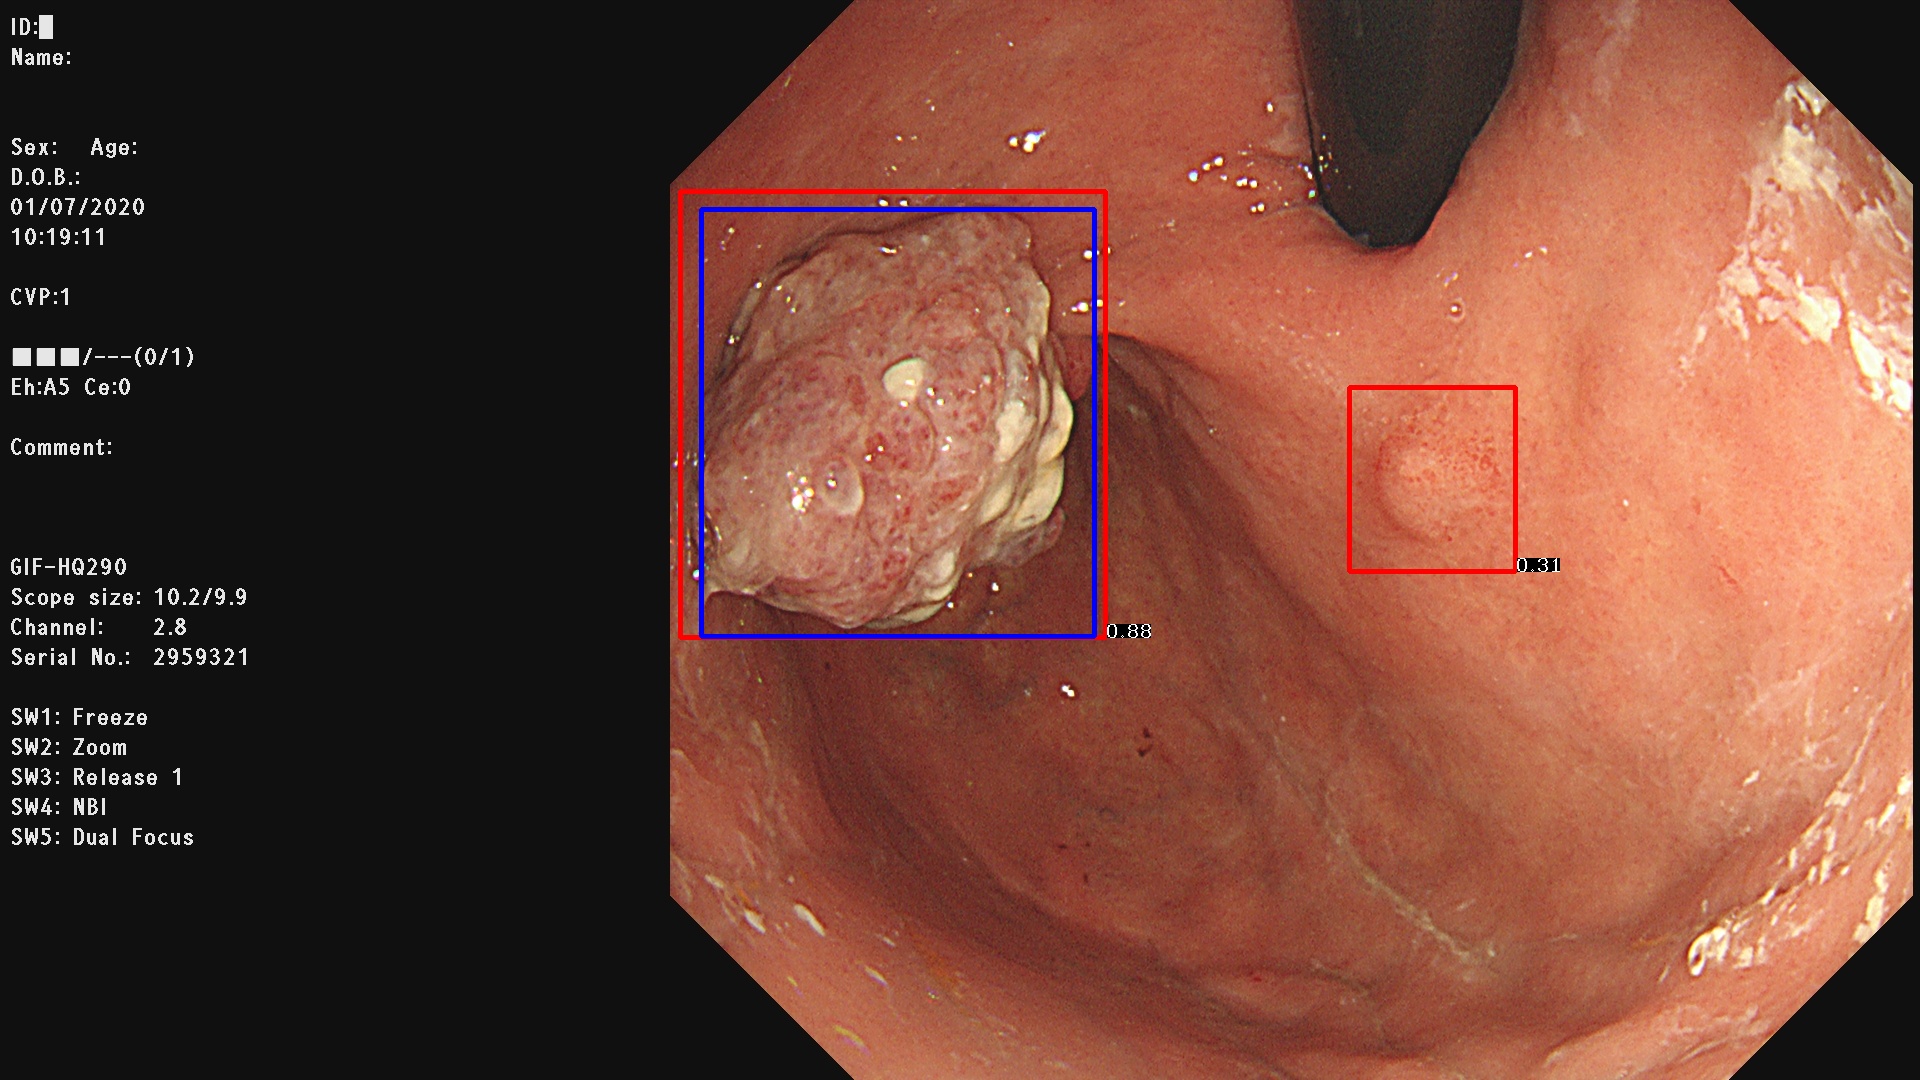 ID:
Name:
Sex: Age:
D.O.B.:
01/07/2020
10:19:11
CVP:1
■■■/---(0/1)
Eh:A5 Ce:0
Comment:
GIF-HQ290
Scope size: 10.2/9.9
Channel: 2.8
Serial No.: 2959321
SW1: Freeze
SW2: Zoom
SW3: Release 1
SW4: NBI
SW5: Dual Focus
0.31
0.88